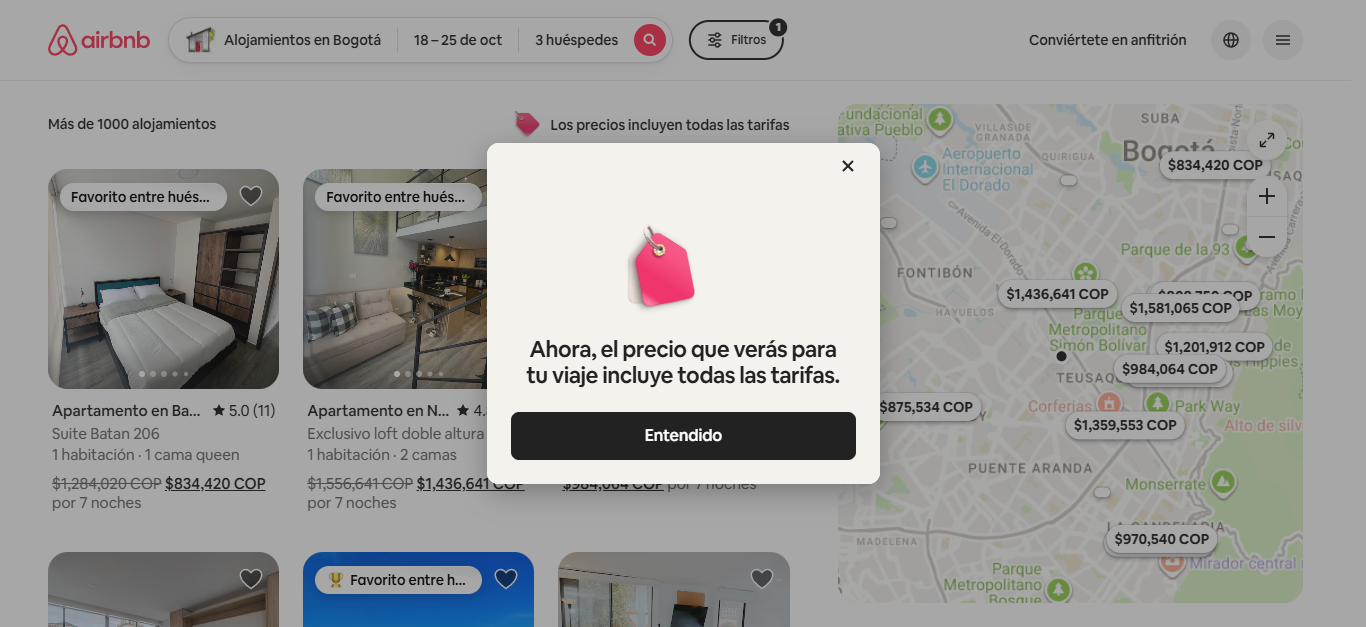 airbnb
Alojamientos en Bogotá
18 – 25 de oct
3 huéspedes
Filtros
1
Conviértete en anfitrión
Más de 1000 alojamientos
Los precios incluyen todas las tarifas
Favorito entre hués...
Favorito entre hués...
Apartamento en Ba...
5.0 (11)
Suite Batan 206
1 habitación · 1 cama queen
$1,284,020 COP $834,420 COP
por 7 noches
Apartamento en N...
4.
Exclusivo loft doble altura
1 habitación · 2 camas
$1,556,641 COP $1,436,641 COP
por 7 noches
$984,064 COP por 7 noches
Ahora, el precio que verás para
tu viaje incluye todas las tarifas.
Entendido
Favorito entre h...
undacional
ativa Pueblo
VILLAS DE
GRANADA
SUBA
QUIRIGUA
Bogotá
$834,420 COP
Aeropuerto
Internacional
El Dorado
Avenida El Dorado
Parque de la 93
FONTIBÓN
$1,436,641 COP
$1,581,065 COP
HAYUELOS
Parque
Metropolitano
Simón Bolívar
$1,201,912 COP
$984,064 COP
TEUSAQ
$875,534 COP
Corferias
Park Way
$1,359,553 COP
Alto de silv
PUENTE ARANDA
Monserrate
LA CANDELARIA
$970,540 COP
MADELENA
Mirador central
Parque
Metropolitano
Bosque